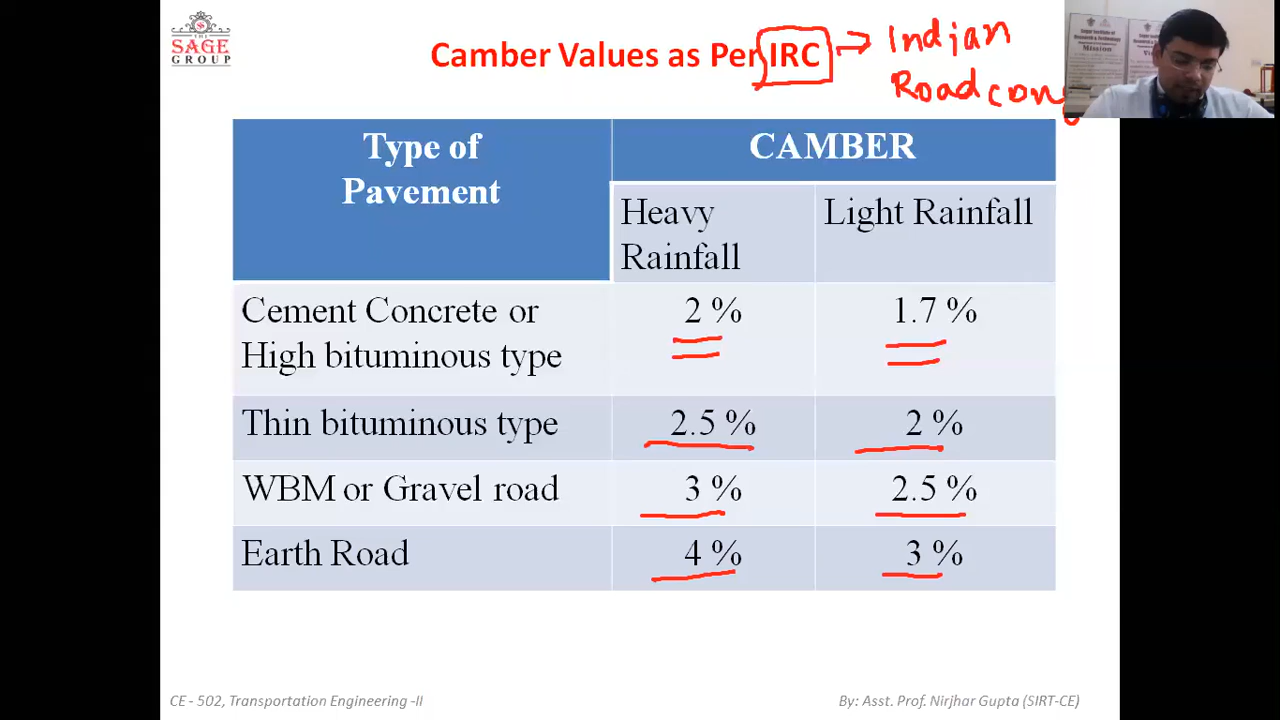 THE
SAGE
GROUP
Camber Values as Per IRC → Indian
Road
Type of
Pavement
CAMBER
Heavy
Rainfall
Light Rainfall
Cement Concrete or
High bituminous type
2 %
1.7 %
Thin bituminous type
2.5 %
2 %
WBM or Gravel road
3 %
2.5 %
Earth Road
4 %
3 %
Mission
CE - 502, Transportation Engineering -II
By: Asst. Prof. Nirjhar Gupta (SIRT-CE)